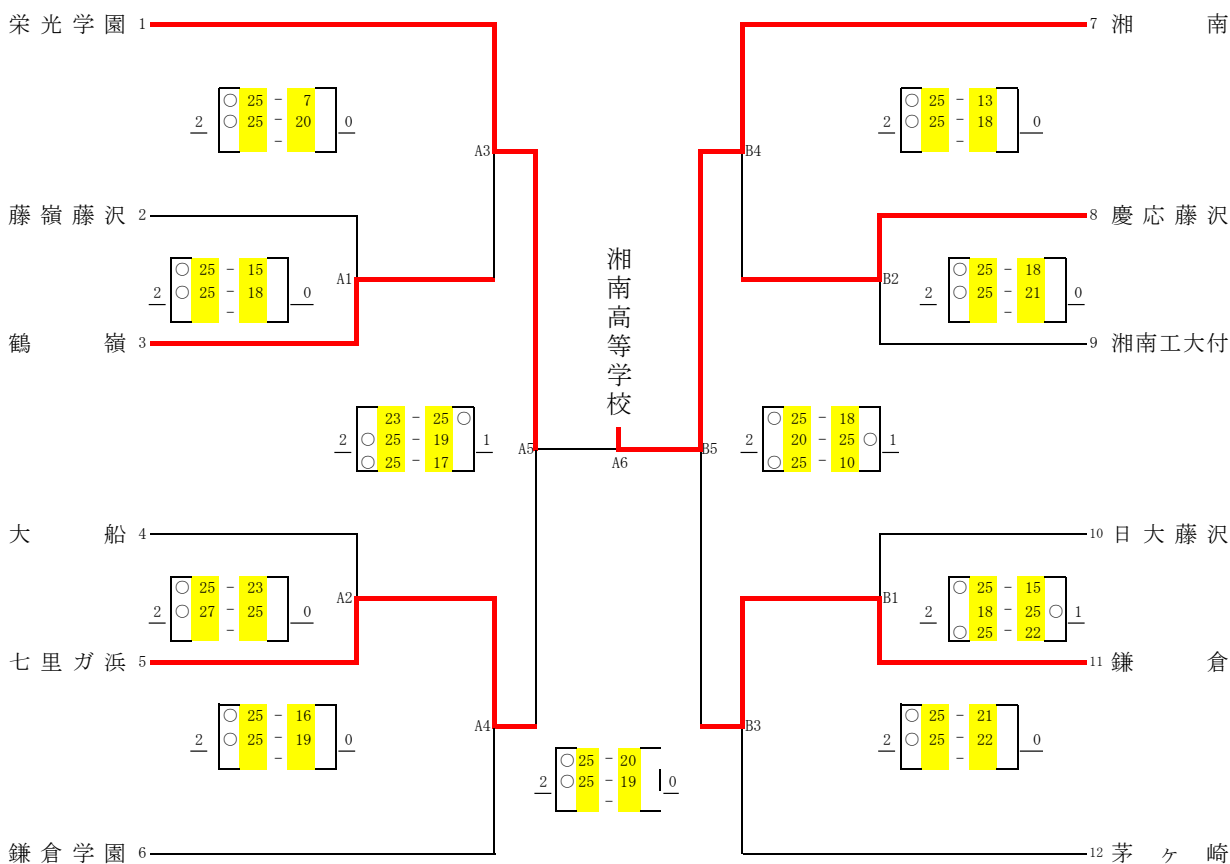 栄光学園 1
7 湘南
○ 25 - 7
2 ○ 25 - 20 0
-
○ 25 - 13
2 ○ 25 - 18 0
-
A3
B4
藤嶺藤沢 2
8 慶応藤沢
湘南高等学校
○ 25 - 15
2 ○ 25 - 18 0
-
A1
B2
○ 25 - 18
2 ○ 25 - 21 0
-
鶴嶺 3
9 湘南工大付
23 - 25 ○
2 ○ 25 - 19 1
○ 25 - 17
A5
A6
B5
○ 25 - 18
2 20 - 25 ○ 1
○ 25 - 10
大船 4
10 日大藤沢
○ 25 - 23
2 ○ 27 - 25 0
-
A2
B1
○ 25 - 15
2 18 - 25 ○ 1
○ 25 - 22
七里ガ浜 5
11 鎌倉
○ 25 - 16
2 ○ 25 - 19 0
-
A4
B3
○ 25 - 21
2 ○ 25 - 22 0
-
○ 25 - 20
2 ○ 25 - 19 0
-
鎌倉学園 6
12 茅ヶ崎